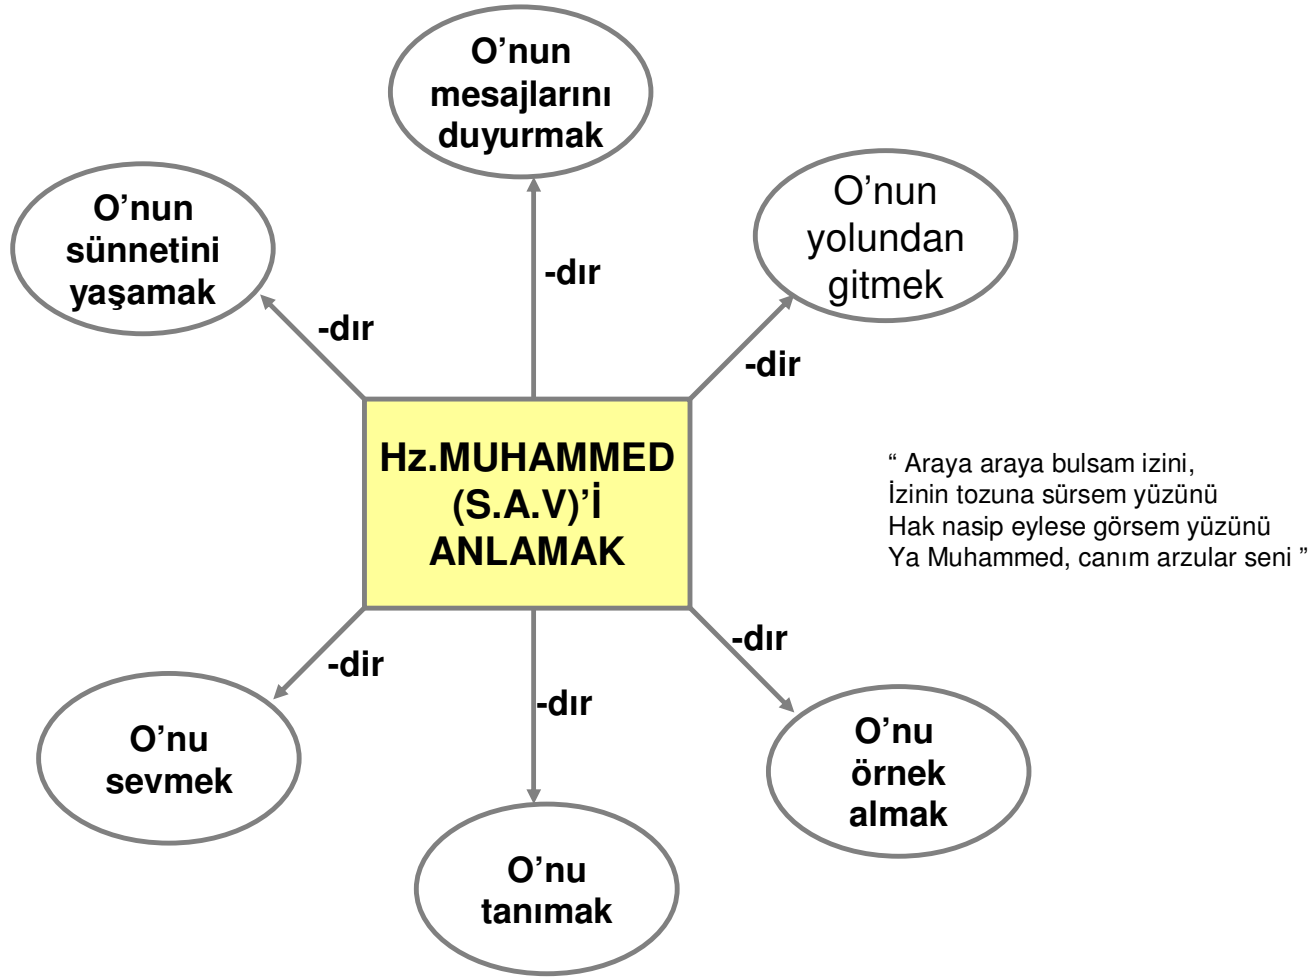 O’nun
mesajlarını
duyurmak
O’nun
sünnetini
yaşamak
O’nun
yolundan
gitmek
-dır
-dır
-dir
Hz.MUHAMMED
(S.A.V)’İ
ANLAMAK
“ Araya araya bulsam izini,
İzinin tozuna sürsem yüzünü
Hak nasip eylese görsem yüzünü
Ya Muhammed, canım arzular seni ”
-dir
-dır
-dır
O’nu
sevmek
O’nu
tanımak
O’nu
örnek
almak